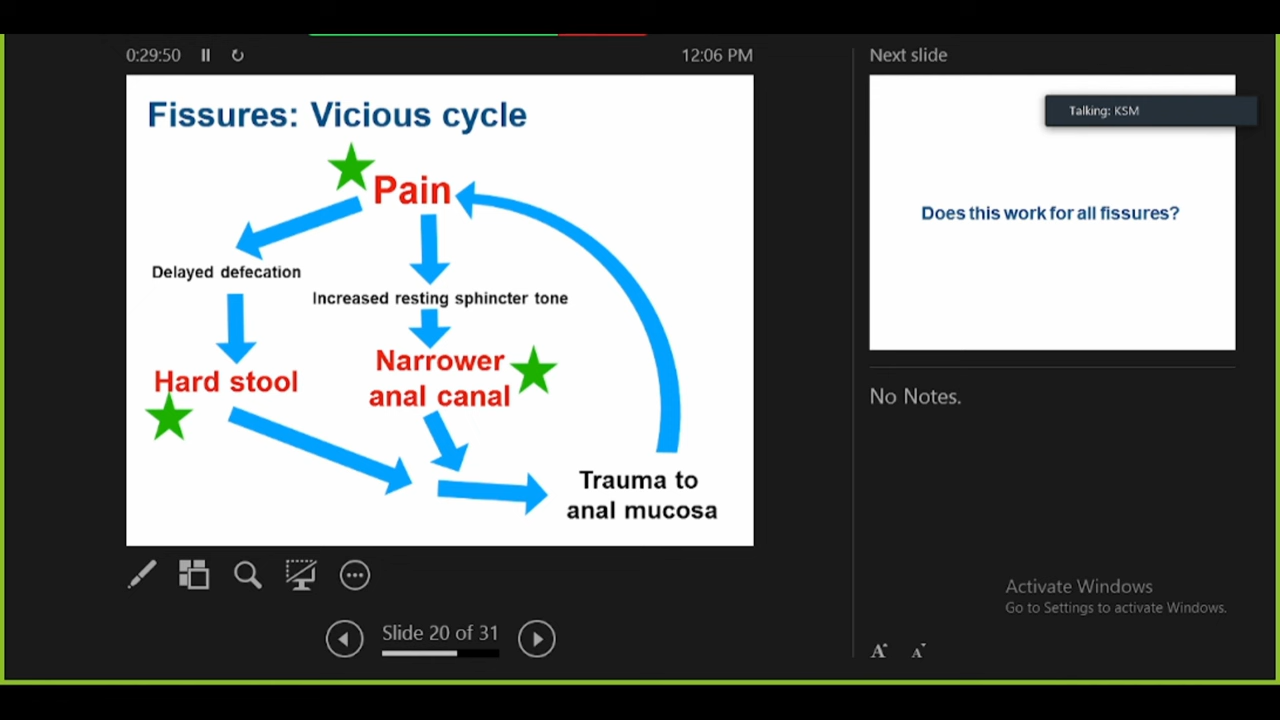 0:29:50
12:06 PM
Next slide
Fissures: Vicious cycle
Talking: KSM
Pain
Does this work for all fissures?
Delayed defecation
Increased resting sphincter tone
Narrower
anal canal
Hard stool
No Notes.
Trauma to
anal mucosa
Activate Windows
Go to Settings to activate Windows.
Slide 20 of 31
A A